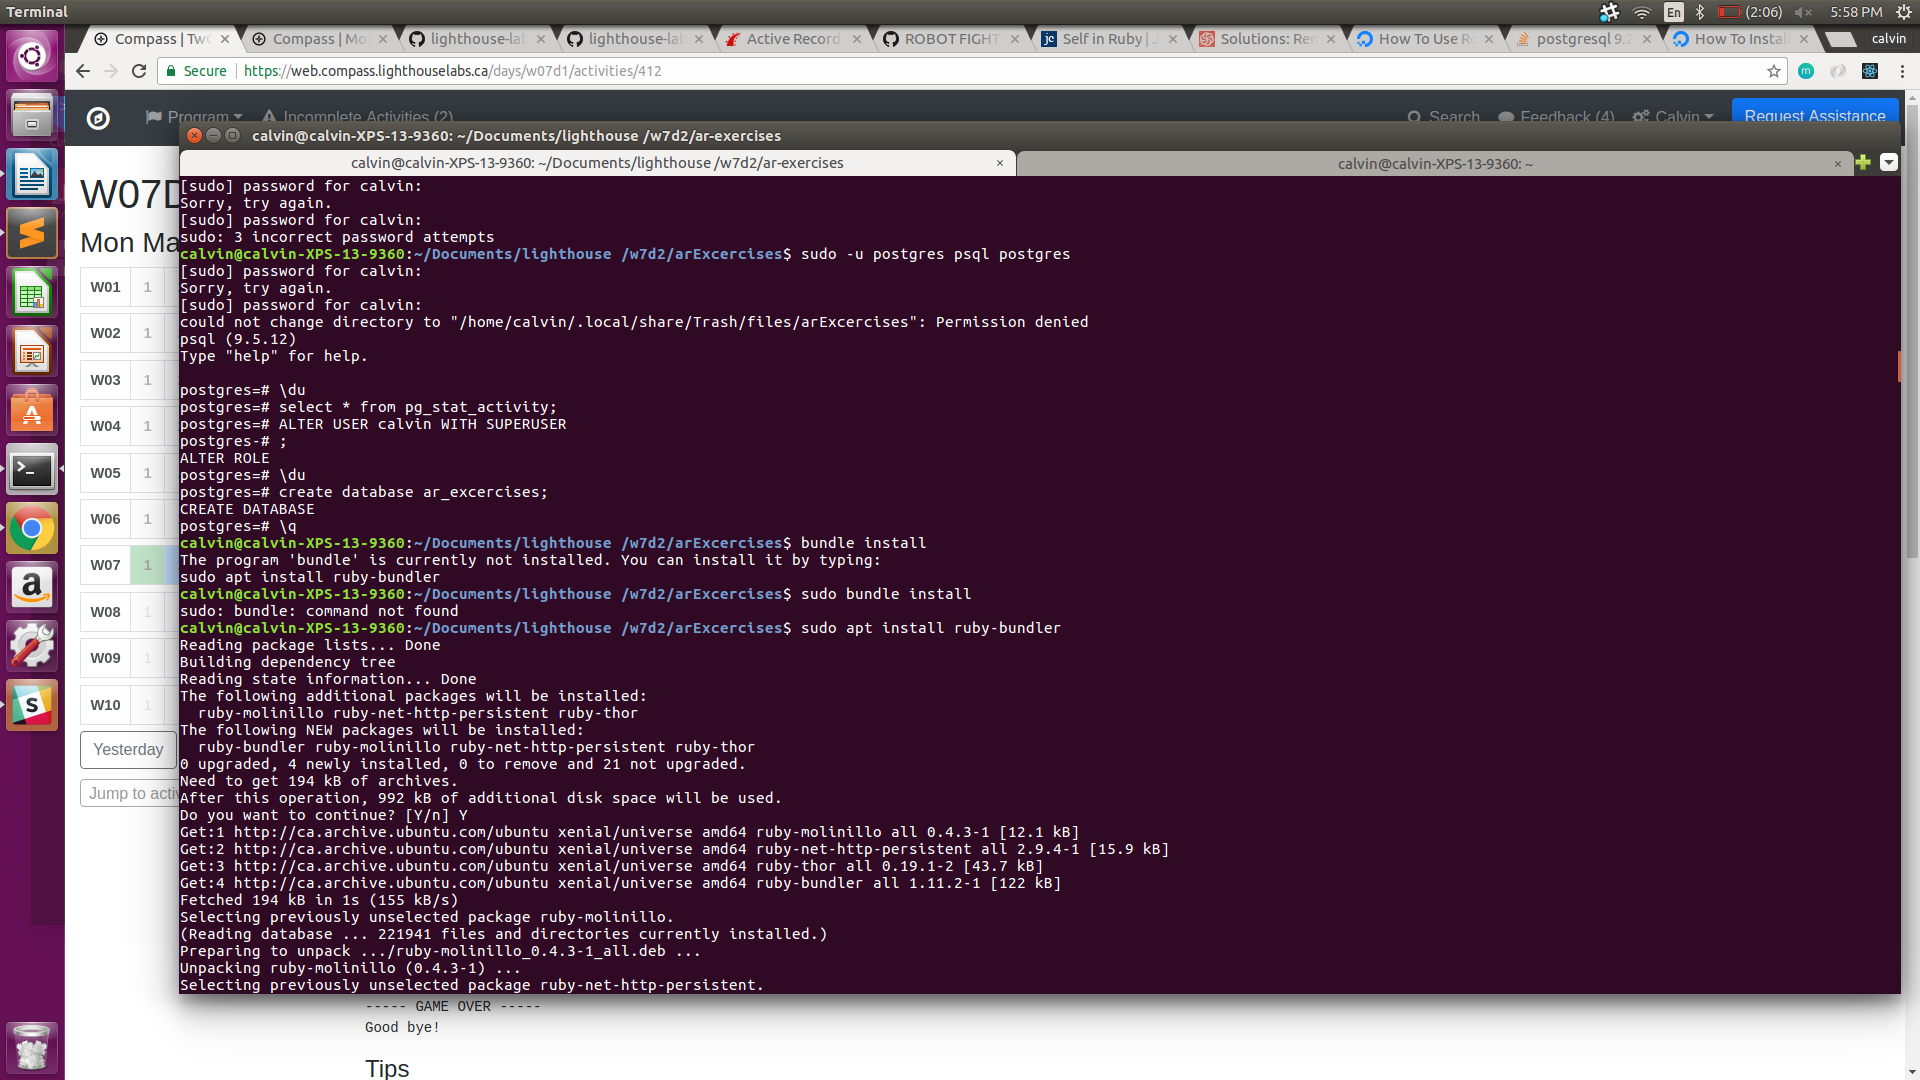 Terminal
En
(2:06)
5:58 PM
Compass | Tw
Compass | Mo
lighthouse-la
lighthouse-la
Active Record
ROBOT FIGHT
Self in Ruby |
Solutions: Re
How To Use R
postgresql 9.
How To Instal
calvin
Secure
https://web.compass.lighthouselabs.ca/days/w07d1/activities/412
Program
Incomplete Activities (2)
Search
Feedback (4)
Calvin
Request Assistance
calvin@calvin-XPS-13-9360: ~/Documents/lighthouse /w7d2/ar-exercises
calvin@calvin-XPS-13-9360: ~/Documents/lighthouse /w7d2/ar-exercises
calvin@calvin-XPS-13-9360: ~
W07D
Mon Ma
W01 1
W02 1
W03 1
W04 1
W05 1
W06 1
W07 1
W08 1
W09 1
W10 1
Yesterday
Jump to activ
[sudo] password for calvin:
Sorry, try again.
[sudo] password for calvin:
sudo: 3 incorrect password attempts
calvin@calvin-XPS-13-9360:~/Documents/lighthouse /w7d2/arExcercises$ sudo -u postgres psql postgres
[sudo] password for calvin:
Sorry, try again.
[sudo] password for calvin:
could not change directory to "/home/calvin/.local/share/Trash/files/arExcercises": Permission denied
psql (9.5.12)
Type "help" for help.
postgres=# \du
postgres=# select * from pg_stat_activity;
postgres=# ALTER USER calvin WITH SUPERUSER
postgres-# ;
ALTER ROLE
postgres=# \du
postgres=# create database ar_excercises;
CREATE DATABASE
postgres=# \q
calvin@calvin-XPS-13-9360:~/Documents/lighthouse /w7d2/arExcercises$ bundle install
The program 'bundle' is currently not installed. You can install it by typing:
sudo apt install ruby-bundler
calvin@calvin-XPS-13-9360:~/Documents/lighthouse /w7d2/arExcercises$ sudo bundle install
sudo: bundle: command not found
calvin@calvin-XPS-13-9360:~/Documents/lighthouse /w7d2/arExcercises$ sudo apt install ruby-bundler
Reading package lists... Done
Building dependency tree
Reading state information... Done
The following additional packages will be installed:
  ruby-molinillo ruby-net-http-persistent ruby-thor
The following NEW packages will be installed:
  ruby-bundler ruby-molinillo ruby-net-http-persistent ruby-thor
0 upgraded, 4 newly installed, 0 to remove and 21 not upgraded.
Need to get 194 kB of archives.
After this operation, 992 kB of additional disk space will be used.
Do you want to continue? [Y/n] Y
Get:1 http://ca.archive.ubuntu.com/ubuntu xenial/universe amd64 ruby-molinillo all 0.4.3-1 [12.1 kB]
Get:2 http://ca.archive.ubuntu.com/ubuntu xenial/universe amd64 ruby-net-http-persistent all 2.9.4-1 [15.9 kB]
Get:3 http://ca.archive.ubuntu.com/ubuntu xenial/universe amd64 ruby-thor all 0.19.1-2 [43.7 kB]
Get:4 http://ca.archive.ubuntu.com/ubuntu xenial/universe amd64 ruby-bundler all 1.11.2-1 [122 kB]
Fetched 194 kB in 1s (155 kB/s)
Selecting previously unselected package ruby-molinillo.
(Reading database ... 221941 files and directories currently installed.)
Preparing to unpack .../ruby-molinillo_0.4.3-1_all.deb ...
Unpacking ruby-molinillo (0.4.3-1) ...
Selecting previously unselected package ruby-net-http-persistent.
----- GAME OVER -----
Good bye!
Tips